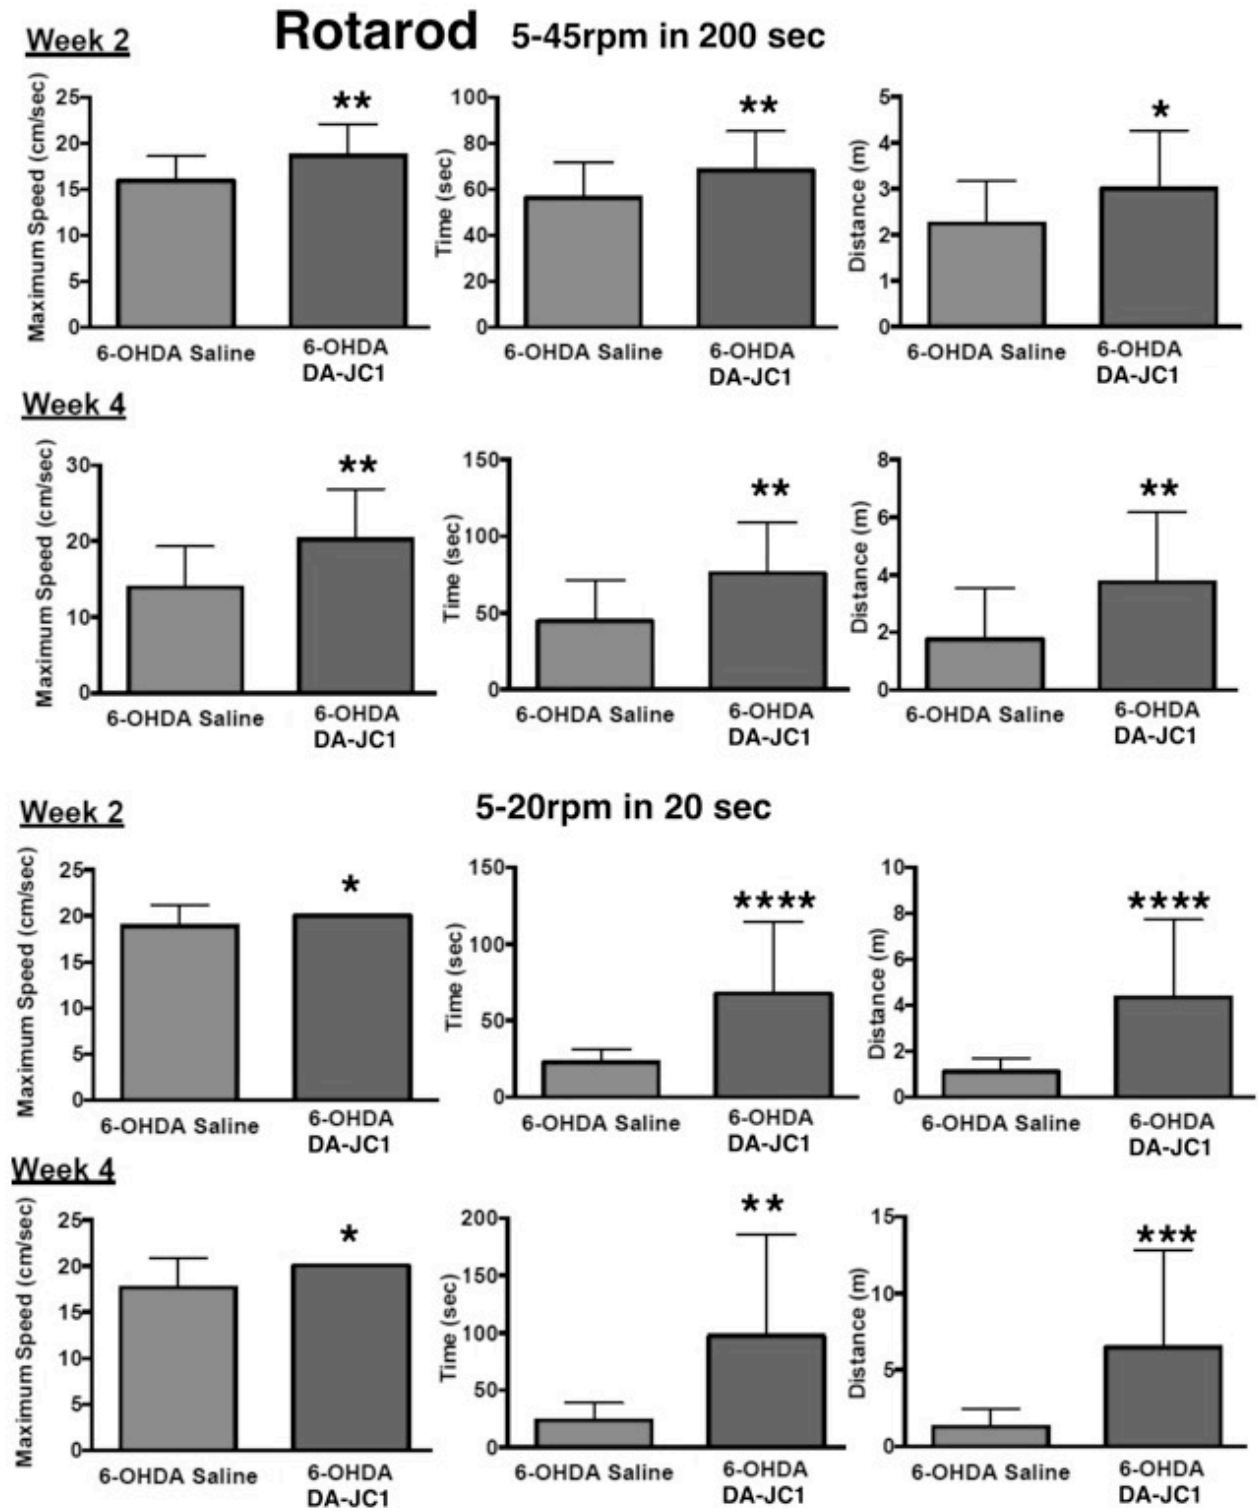 Week 2
Rotarod 5-45rpm in 200 sec
Maximum Speed (cm/sec)
25
20
15
10
5
0
**
6-OHDA Saline
6-OHDA
DA-JC1
Time (sec)
100
80
60
40
20
0
**
6-OHDA Saline
6-OHDA
DA-JC1
Distance (m)
5
4
3
2
1
0
*
6-OHDA Saline
6-OHDA
DA-JC1
Week 4
Maximum Speed (cm/sec)
30
20
10
0
**
6-OHDA Saline
6-OHDA
DA-JC1
Time (sec)
150
100
50
0
**
6-OHDA Saline
6-OHDA
DA-JC1
Distance (m)
8
6
4
2
0
**
6-OHDA Saline
6-OHDA
DA-JC1
Week 2
5-20rpm in 20 sec
Maximum Speed (cm/sec)
25
20
15
10
5
0
*
6-OHDA Saline
6-OHDA
DA-JC1
Time (sec)
150
100
50
0
****
6-OHDA Saline
6-OHDA
DA-JC1
Distance (m)
10
8
6
4
2
0
****
6-OHDA Saline
6-OHDA
DA-JC1
Week 4
Maximum Speed (cm/sec)
25
20
15
10
5
0
*
6-OHDA Saline
6-OHDA
DA-JC1
Time (sec)
200
150
100
50
0
**
6-OHDA Saline
6-OHDA
DA-JC1
Distance (m)
15
10
5
0
***
6-OHDA Saline
6-OHDA
DA-JC1